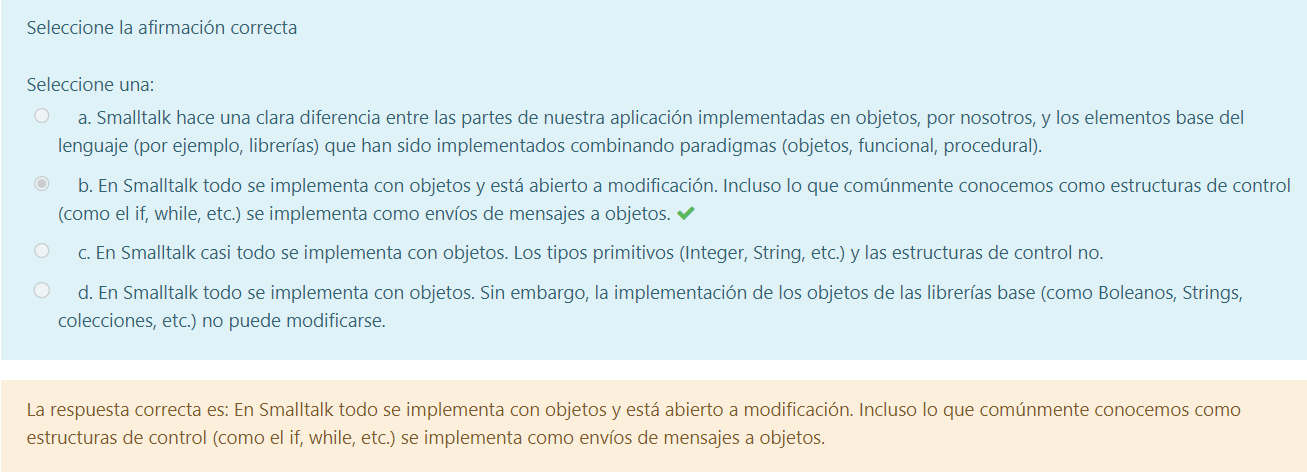 Seleccione la afirmación correcta
Seleccione una:
a. Smalltalk hace una clara diferencia entre las partes de nuestra aplicación implementadas en objetos, por nosotros, y los elementos base del
lenguaje (por ejemplo, librerías) que han sido implementados combinando paradigmas (objetos, funcional, procedural).
b. En Smalltalk todo se implementa con objetos y está abierto a modificación. Incluso lo que comúnmente conocemos como estructuras de control
(como el if, while, etc.) se implementa como envíos de mensajes a objetos.
c. En Smalltalk casi todo se implementa con objetos. Los tipos primitivos (Integer, String, etc.) y las estructuras de control no.
d. En Smalltalk todo se implementa con objetos. Sin embargo, la implementación de los objetos de las librerías base (como Boleanos, Strings,
colecciones, etc.) no puede modificarse.
La respuesta correcta es: En Smalltalk todo se implementa con objetos y está abierto a modificación. Incluso lo que comúnmente conocemos como
estructuras de control (como el if, while, etc.) se implementa como envíos de mensajes a objetos.